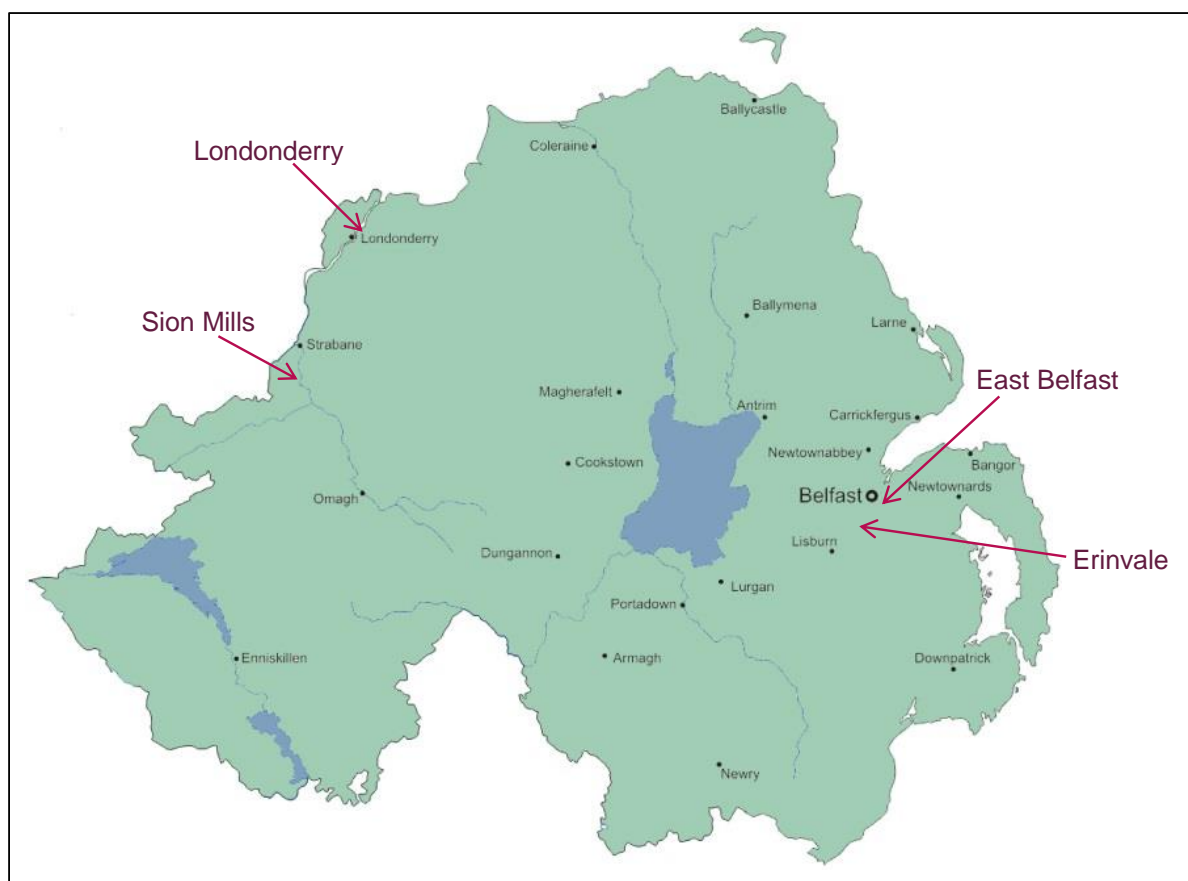 Ballycastle
Coleraine
Londonderry
Londonderry
Ballymena
Sion Mills
Larne
Strabane
East Belfast
Magherafelt
Antrim
Carrickfergus
Newtownabbey
Cookstown
Bangor
Newtownards
Omagh
Belfast
Lisburn
Dungannon
Erinvale
Lurgan
Portadown
Enniskillen
Armagh
Downpatrick
Newry